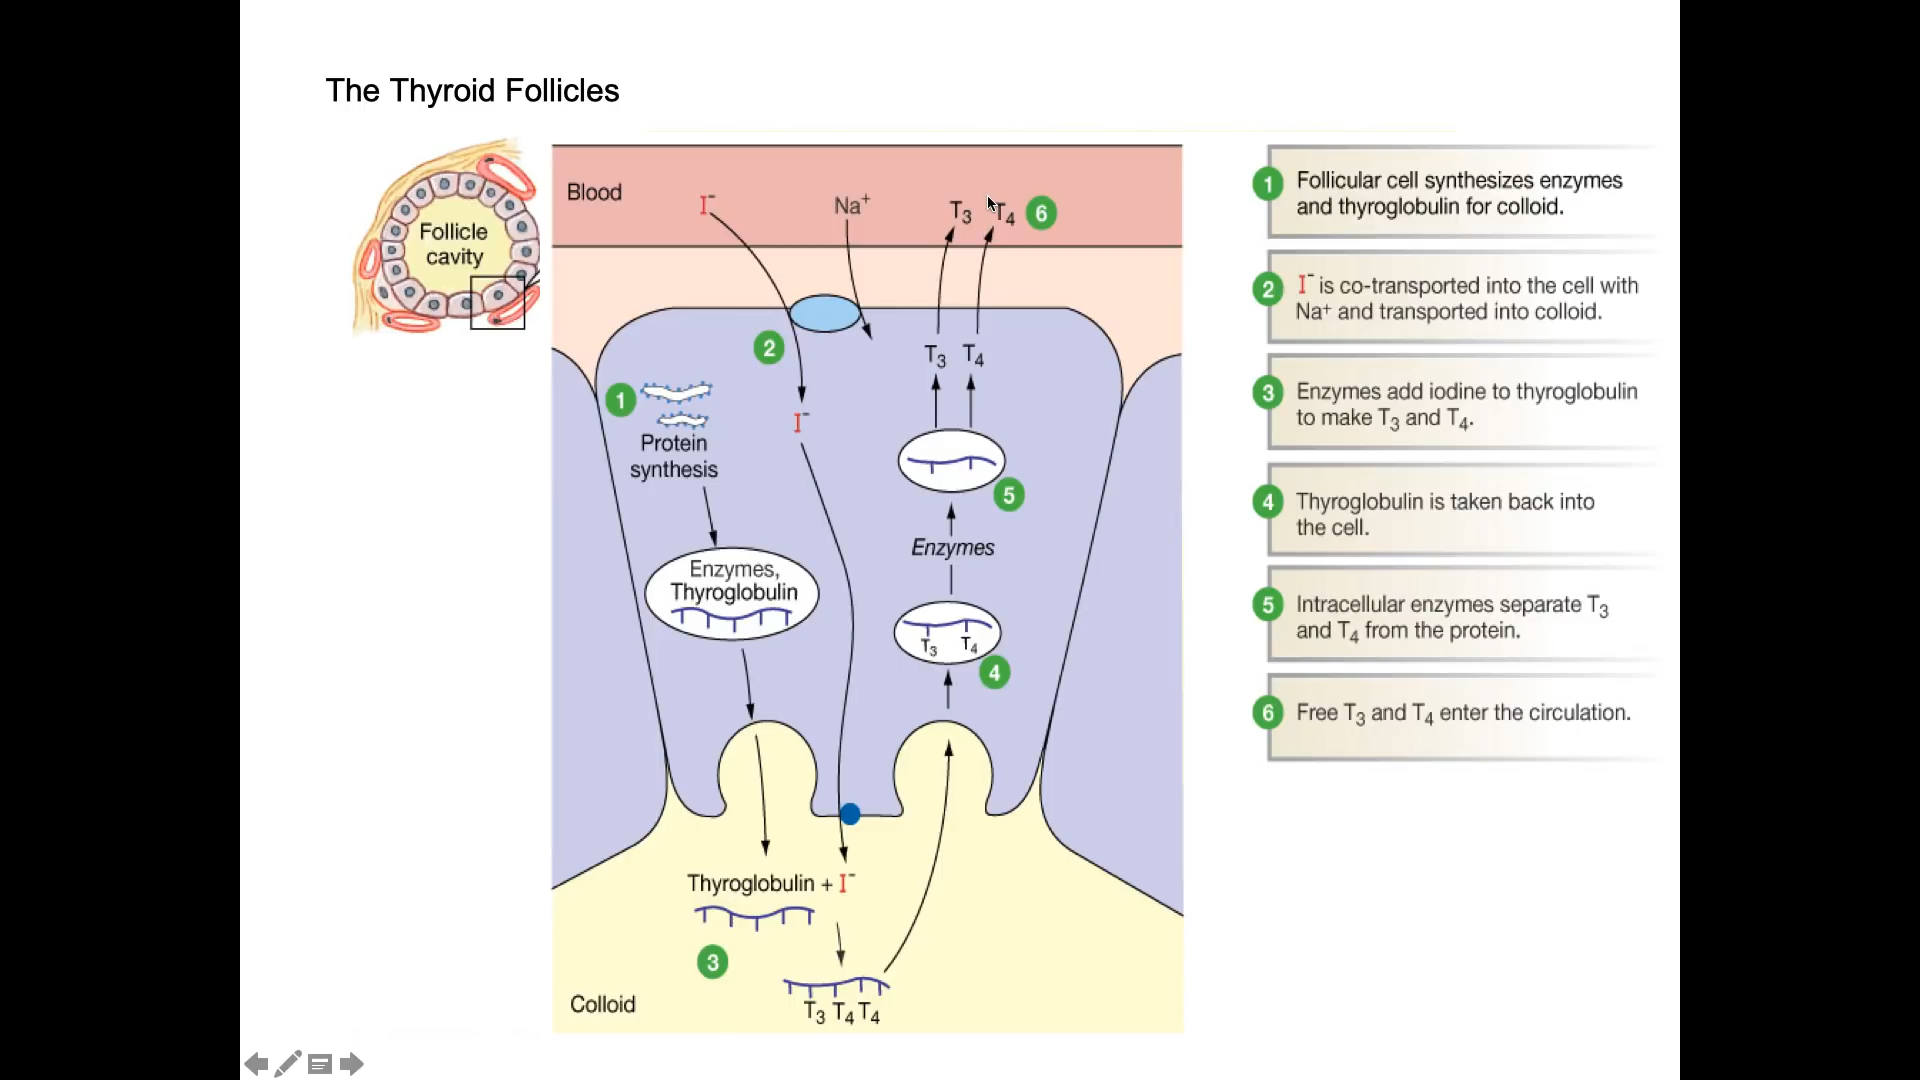 The Thyroid Follicles
Follicle
cavity
Blood
I⁻
Na⁺
T₃ T₄ 6
2
T₃ T₄
1
I⁻
Protein
synthesis
5
Enzymes
Enzymes,
Thyroglobulin
T₃ T₄
4
Thyroglobulin + I⁻
3
Colloid
T₃ T₄ T₄
1 Follicular cell synthesizes enzymes
and thyroglobulin for colloid.
2 I⁻ is co-transported into the cell with
Na⁺ and transported into colloid.
3 Enzymes add iodine to thyroglobulin
to make T₃ and T₄.
4 Thyroglobulin is taken back into
the cell.
5 Intracellular enzymes separate T₃
and T₄ from the protein.
6 Free T₃ and T₄ enter the circulation.